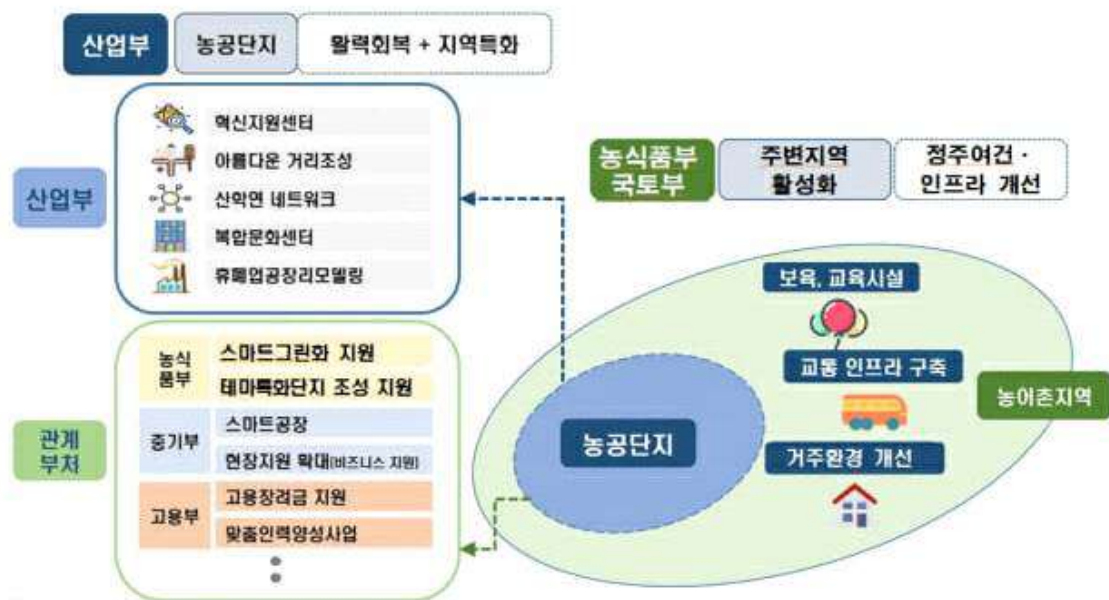 산업부
농공단지
활력회복 + 지역특화
산업부
혁신지원센터
아름다운 거리조성
산학연 네트워크
복합문화센터
휴폐업공장리모델링
관계
부처
농식
품부
스마트그린화 지원
테마특화단지 조성 지원
중기부
스마트공장
현장지원 확대(비즈니스 지원)
고용부
고용장려금 지원
맞춤인력양성사업
농식품부
국토부
주변지역
활성화
정주여건 ·
인프라 개선
보육, 교육시설
교통 인프라 구축
거주환경 개선
농공단지
농어촌지역